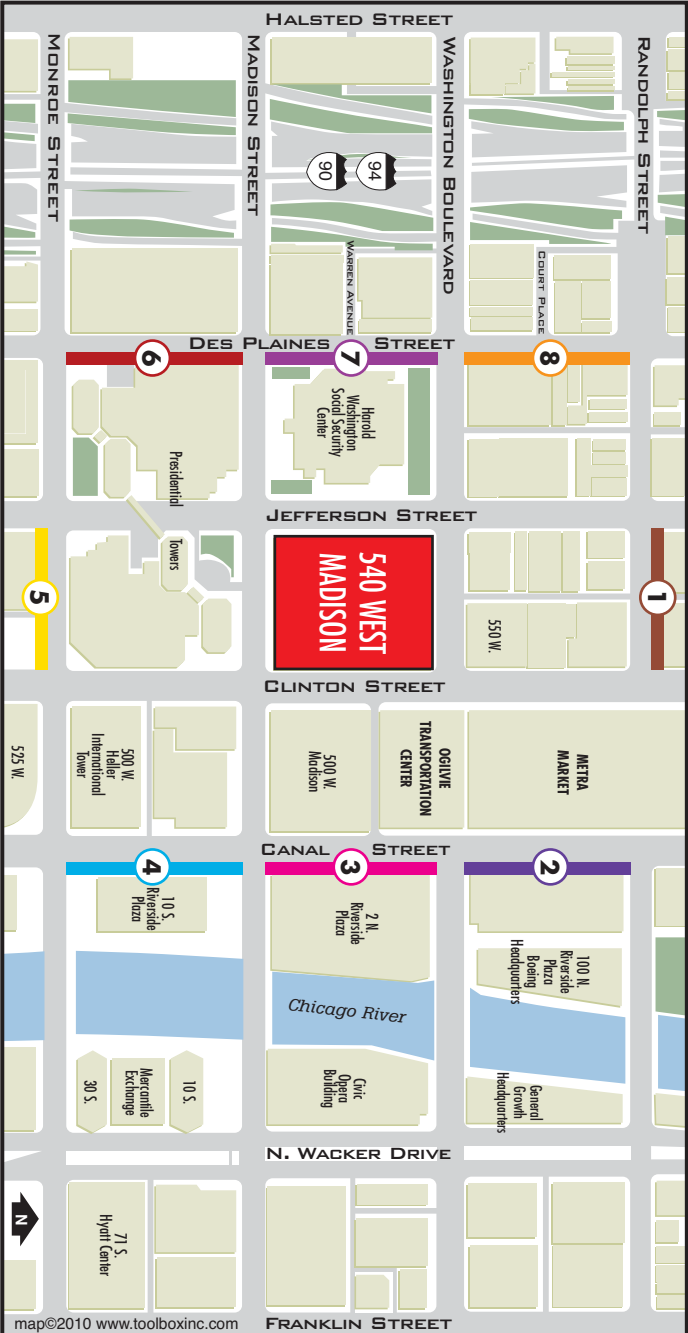 HALSTED STREET
MONROE STREET
MADISON STREET
WASHINGTON BOULEVARD
RANDOLPH STREET
90
94
WARREN AVENUE
COURT PLACE
DES PLAINES STREET
6
7
8
Presidential
Towers
Harold
Washington
Social Security
Center
JEFFERSON STREET
5
540 WEST
MADISON
550 W.
1
CLINTON STREET
525 W.
500 W.
Heller
International
Tower
500 W.
Madison
OGILVIE
TRANSPORTATION
CENTER
METRA
MARKET
CANAL STREET
4
3
2
10 S.
Riverside
Plaza
2 N.
Riverside
Plaza
100 N.
Riverside
Plaza
Boeing
Headquarters
Chicago River
30 S.
Mercantile
Exchange
10 S.
Civic
Opera
Building
General
Growth
Headquarters
N. WACKER DRIVE
N
71 S.
Hyatt Center
map©2010 www.toolboxinc.com
FRANKLIN STREET